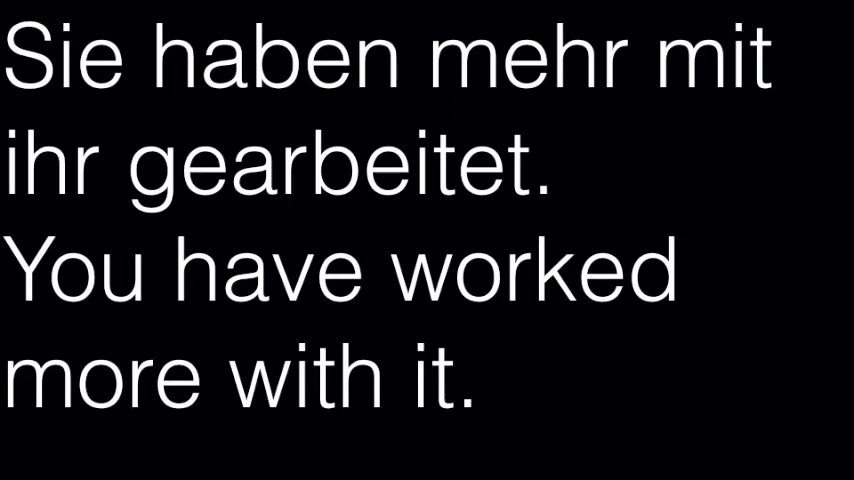 Sie haben mehr mit
ihr gearbeitet.
You have worked
more with it.